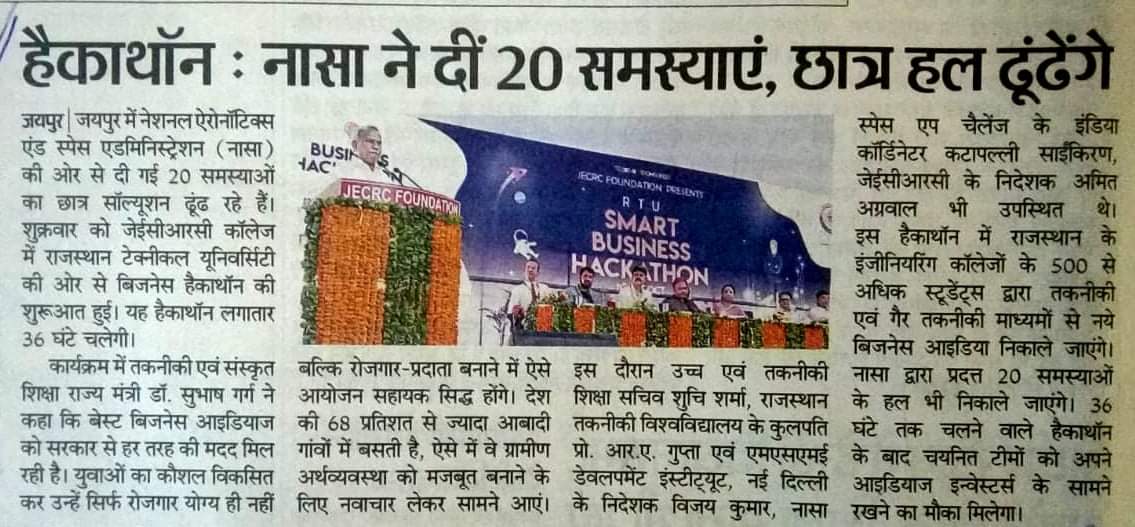 हैकाथॉन : नासा ने दीं 20 समस्याएं, छात्र हल ढूंढेंगे
जयपुर| जयपुर में नेशनल ऐरोनॉटिक्स
एंड स्पेस एडमिनिस्ट्रेशन (नासा)
की ओर से दी गई 20 समस्याओं
का छात्र सॉल्यूशन ढूंढ रहे हैं।
शुक्रवार को जेईसीआरसी कॉलेज
में राजस्थान टेक्नीकल यूनिवर्सिटी
की ओर से बिजनेस हैकाथॉन की
शुरूआत हुई। यह हैकाथॉन लगातार
36 घंटे चलेगी।
कार्यक्रम में तकनीकी एवं संस्कृत
शिक्षा राज्य मंत्री डॉ. सुभाष गर्ग ने
कहा कि बेस्ट बिजनेस आइडियाज
को सरकार से हर तरह की मदद मिल
रही है। युवाओं का कौशल विकसित
कर उन्हें सिर्फ रोजगार योग्य ही नहीं
BUSI
HAC
JECRC FOUNDATION
JECRC FOUNDATION PRESENTS
RTU
SMART
BUSINESS
HACKATHON
बल्कि रोजगार-प्रदाता बनाने में ऐसे
आयोजन सहायक सिद्ध होंगे। देश
की 68 प्रतिशत से ज्यादा आबादी
गांवों में बसती है, ऐसे में वे ग्रामीण
अर्थव्यवस्था को मजबूत बनाने के
लिए नवाचार लेकर सामने आएं।
इस दौरान उच्च एवं तकनीकी
शिक्षा सचिव शुचि शर्मा, राजस्थान
तकनीकी विश्वविद्यालय के कुलपति
प्रो. आर.ए. गुप्ता एवं एमएसएमई
डेवलपमेंट इंस्टीट्यूट, नई दिल्ली
के निदेशक विजय कुमार, नासा
स्पेस एप चैलेंज के इंडिया
कॉर्डिनेटर कटापल्ली साईंकिरण,
जेईसीआरसी के निदेशक अमित
अग्रवाल भी उपस्थित थे।
इस हैकाथॉन में राजस्थान के
इंजीनियरिंग कॉलेजों के 500 से
अधिक स्टूडेंट्स द्वारा तकनीकी
एवं गैर तकनीकी माध्यमों से नये
बिजनेस आइडिया निकाले जाएंगे।
नासा द्वारा प्रदत्त 20 समस्याओं
के हल भी निकाले जाएंगे। 36
घंटे तक चलने वाले हैकाथॉन
के बाद चयनित टीमों को अपने
आइडियाज इन्वेस्टर्स के सामने
रखने का मौका मिलेगा।